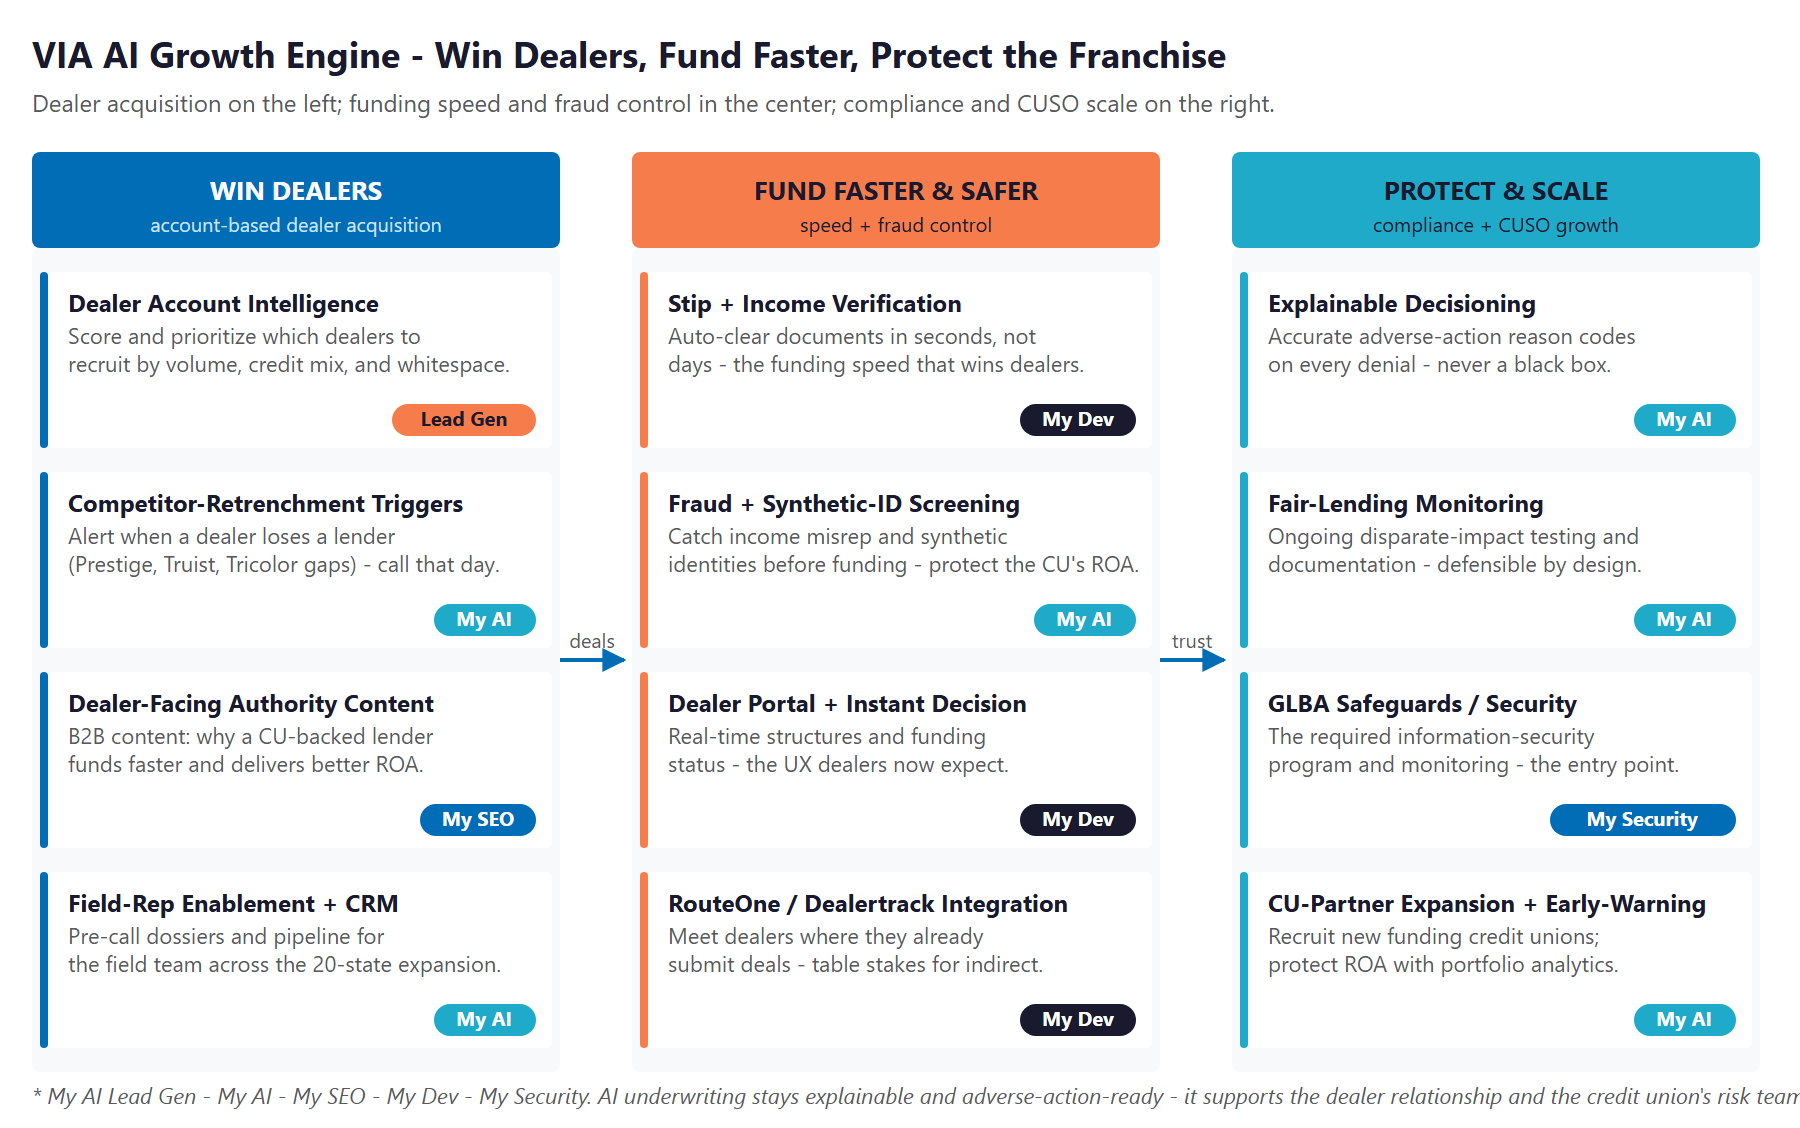 VIA AI Growth Engine - Win Dealers, Fund Faster, Protect the Franchise
Dealer acquisition on the left; funding speed and fraud control in the center; compliance and CUSO scale on the right.
WIN DEALERS
account-based dealer acquisition
Dealer Account Intelligence
Score and prioritize which dealers to
recruit by volume, credit mix, and whitespace.
Lead Gen
Competitor-Retrenchment Triggers
Alert when a dealer loses a lender
(Prestige, Truist, Tricolor gaps) - call that day.
My AI
Dealer-Facing Authority Content
B2B content: why a CU-backed lender
funds faster and delivers better ROA.
My SEO
Field-Rep Enablement + CRM
Pre-call dossiers and pipeline for
the field team across the 20-state expansion.
My AI
deals
FUND FASTER & SAFER
speed + fraud control
Stip + Income Verification
Auto-clear documents in seconds, not
days - the funding speed that wins dealers.
My Dev
Fraud + Synthetic-ID Screening
Catch income misrep and synthetic
identities before funding - protect the CU's ROA.
My AI
Dealer Portal + Instant Decision
Real-time structures and funding
status - the UX dealers now expect.
My Dev
RouteOne / Dealertrack Integration
Meet dealers where they already
submit deals - table stakes for indirect.
My Dev
trust
PROTECT & SCALE
compliance + CUSO growth
Explainable Decisioning
Accurate adverse-action reason codes
on every denial - never a black box.
My AI
Fair-Lending Monitoring
Ongoing disparate-impact testing and
documentation - defensible by design.
My AI
GLBA Safeguards / Security
The required information-security
program and monitoring - the entry point.
My Security
CU-Partner Expansion + Early-Warning
Recruit new funding credit unions;
protect ROA with portfolio analytics.
My AI
* My AI Lead Gen - My AI - My SEO - My Dev - My Security. AI underwriting stays explainable and adverse-action-ready - it supports the dealer relationship and the credit union's risk team